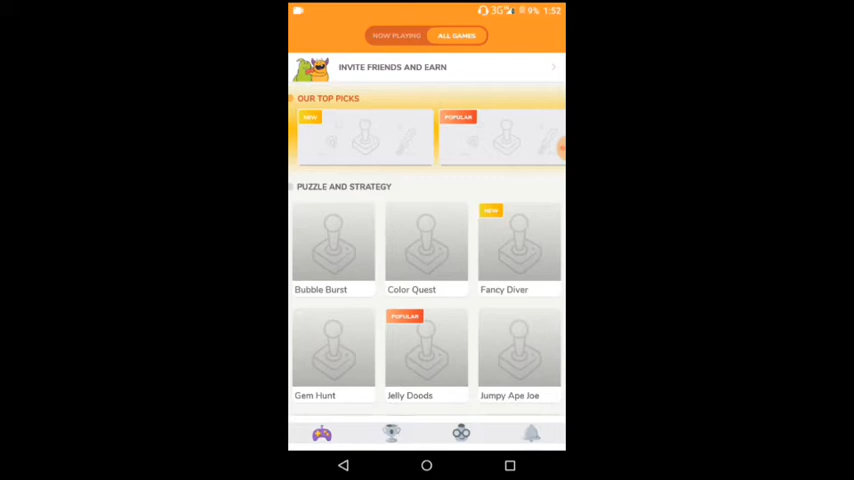 3G 9% 1:52
NOW PLAYING ALL GAMES
INVITE FRIENDS AND EARN
OUR TOP PICKS
NEW POPULAR
PUZZLE AND STRATEGY
NEW
Bubble Burst Color Quest Fancy Diver
POPULAR
Gem Hunt Jelly Doods Jumpy Ape Joe